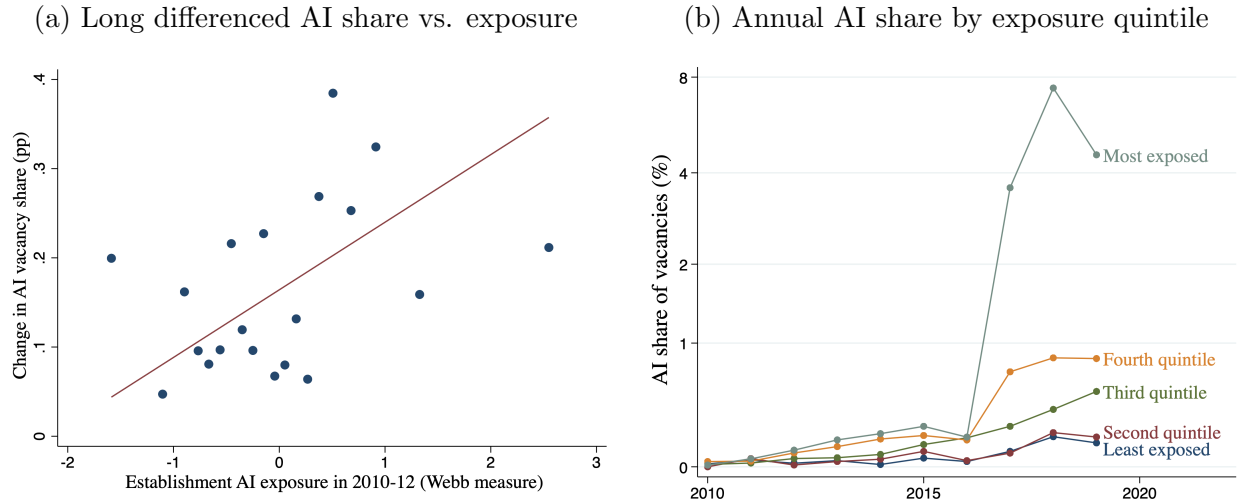 (a) Long differenced AI share vs. exposure
Change in AI vacancy share (pp)
.4
.3
.2
.1
0
-2
-1
0
1
2
3
Establishment AI exposure in 2010-12 (Webb measure)
(b) Annual AI share by exposure quintile
AI share of vacancies (%)
8
4
2
1
0
Most exposed
Fourth quintile
Third quintile
Second quintile
Least exposed
2010
2015
2020